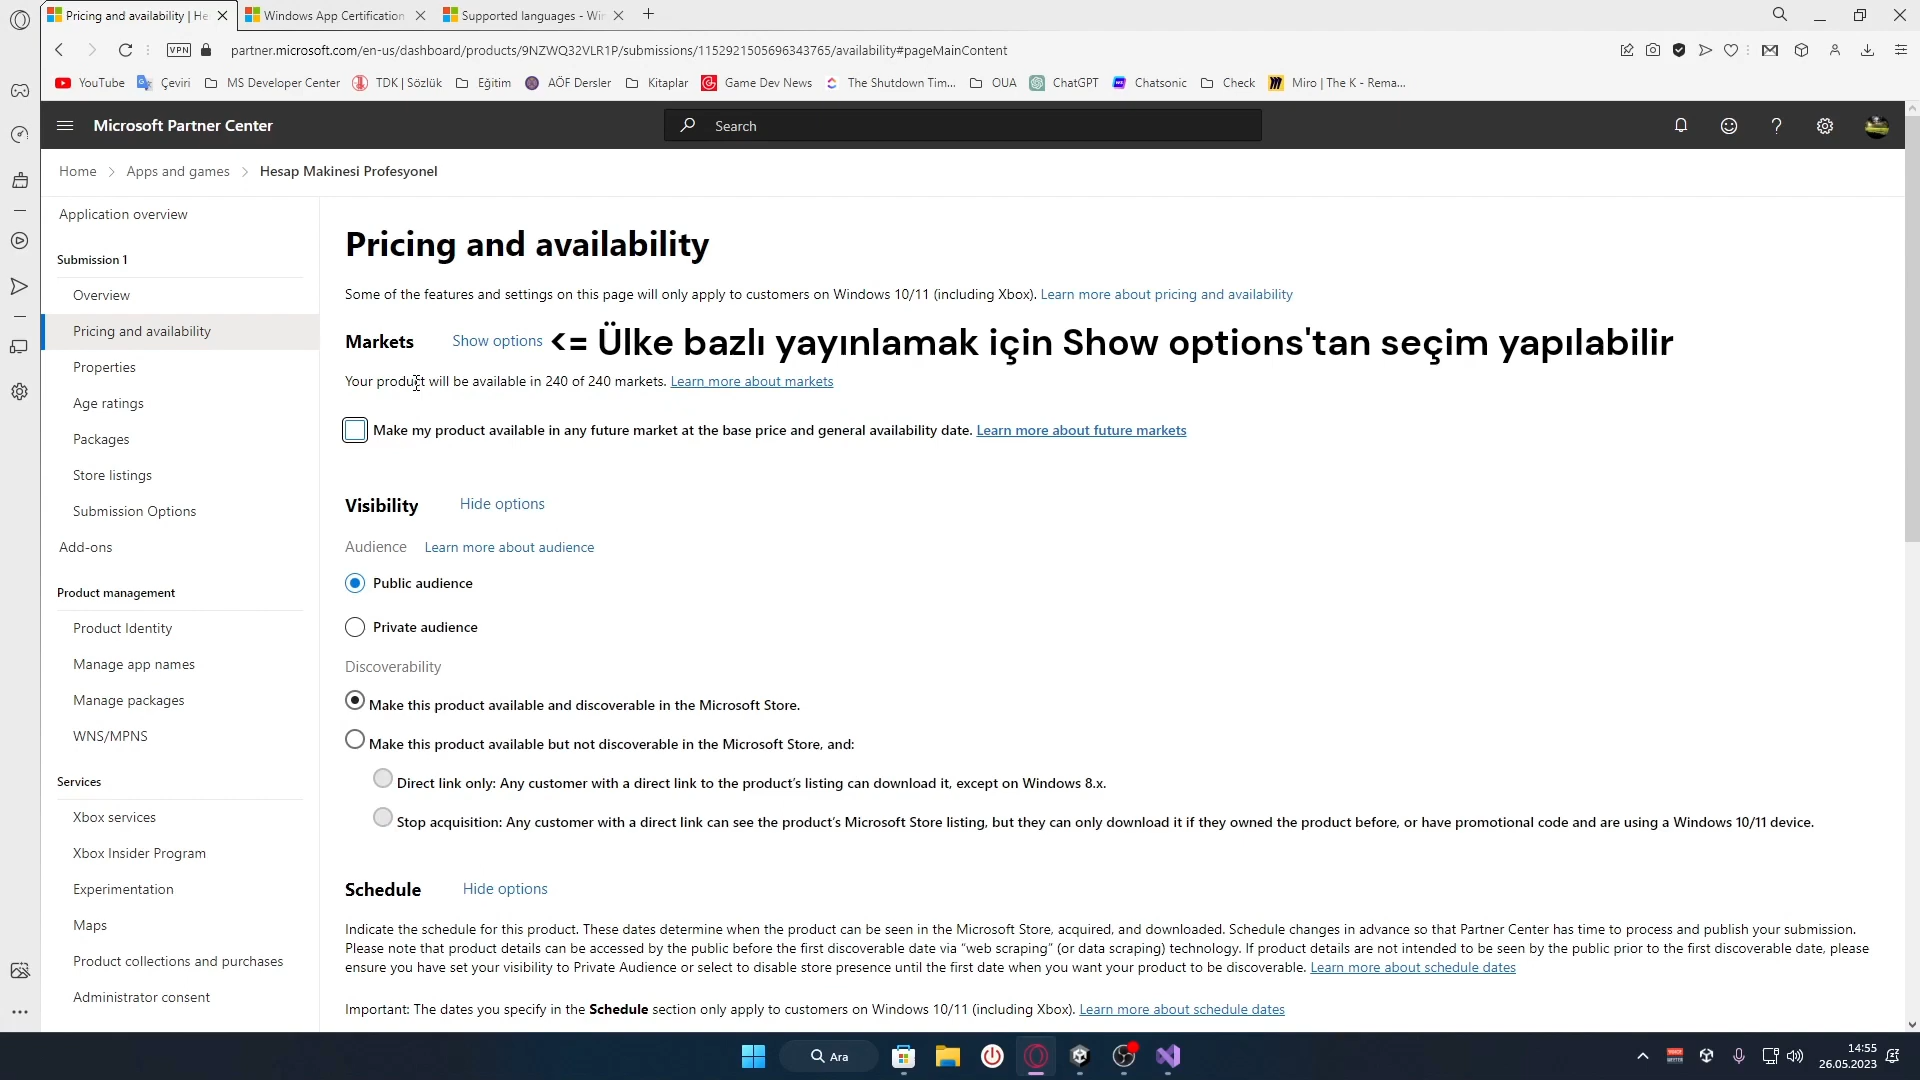 Pricing and availability | He
Windows App Certification
Supported languages - Wi
VPN
partner.microsoft.com/en-us/dashboard/products/9NZWQ32VLR1P/submissions/1152921505696343765/availability#pageMainContent
YouTube
Çeviri
MS Developer Center
TDK | Sözlük
Eğitim
AÖF Dersler
Kitaplar
Game Dev News
The Shutdown Tim...
OUA
ChatGPT
Chatsonic
Check
Miro | The K - Rema...
Microsoft Partner Center
Search
Home
Apps and games
Hesap Makinesi Profesyonel
Application overview
Submission 1
Overview
Pricing and availability
Properties
Age ratings
Packages
Store listings
Submission Options
Add-ons
Product management
Product Identity
Manage app names
Manage packages
WNS/MPNS
Services
Xbox services
Xbox Insider Program
Experimentation
Maps
Product collections and purchases
Administrator consent
Pricing and availability
Some of the features and settings on this page will only apply to customers on Windows 10/11 (including Xbox). Learn more about pricing and availability
Markets Show options <= Ülke bazlı yayınlamak için Show options'tan seçim yapılabilir
Your product will be available in 240 of 240 markets. Learn more about markets
Make my product available in any future market at the base price and general availability date. Learn more about future markets
Visibility Hide options
Audience Learn more about audience
Public audience
Private audience
Discoverability
Make this product available and discoverable in the Microsoft Store.
Make this product available but not discoverable in the Microsoft Store, and:
Direct link only: Any customer with a direct link to the product's listing can download it, except on Windows 8.x.
Stop acquisition: Any customer with a direct link can see the product's Microsoft Store listing, but they can only download it if they owned the product before, or have promotional code and are using a Windows 10/11 device.
Schedule Hide options
Indicate the schedule for this product. These dates determine when the product can be seen in the Microsoft Store, acquired, and downloaded. Schedule changes in advance so that Partner Center has time to process and publish your submission.
Please note that product details can be accessed by the public before the first discoverable date via “web scraping” (or data scraping) technology. If product details are not intended to be seen by the public prior to the first discoverable date, please
ensure you have set your visibility to Private Audience or select to disable store presence until the first date when you want your product to be discoverable. Learn more about schedule dates
Important: The dates you specify in the Schedule section only apply to customers on Windows 10/11 (including Xbox). Learn more about schedule dates
Ara
14:55
26.05.2023